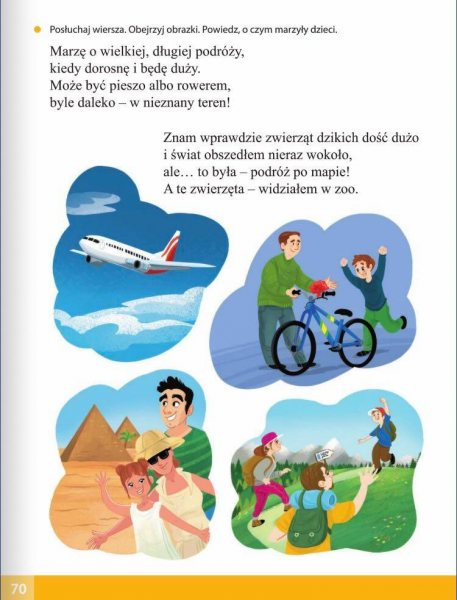 Posłuchaj wiersza. Obejrzyj obrazki. Powiedz, o czym marzyły dzieci.
Marzę o wielkiej, długiej podróży,
kiedy dorosnę i będę duży.
Może być pieszo albo rowerem,
byle daleko – w nieznany teren!
Znam wprawdzie zwierząt dzikich dość dużo
i świat obszedłem nieraz wokoło,
ale… to była – podróż po mapie!
A te zwierzęta – widziałem w zoo.
70